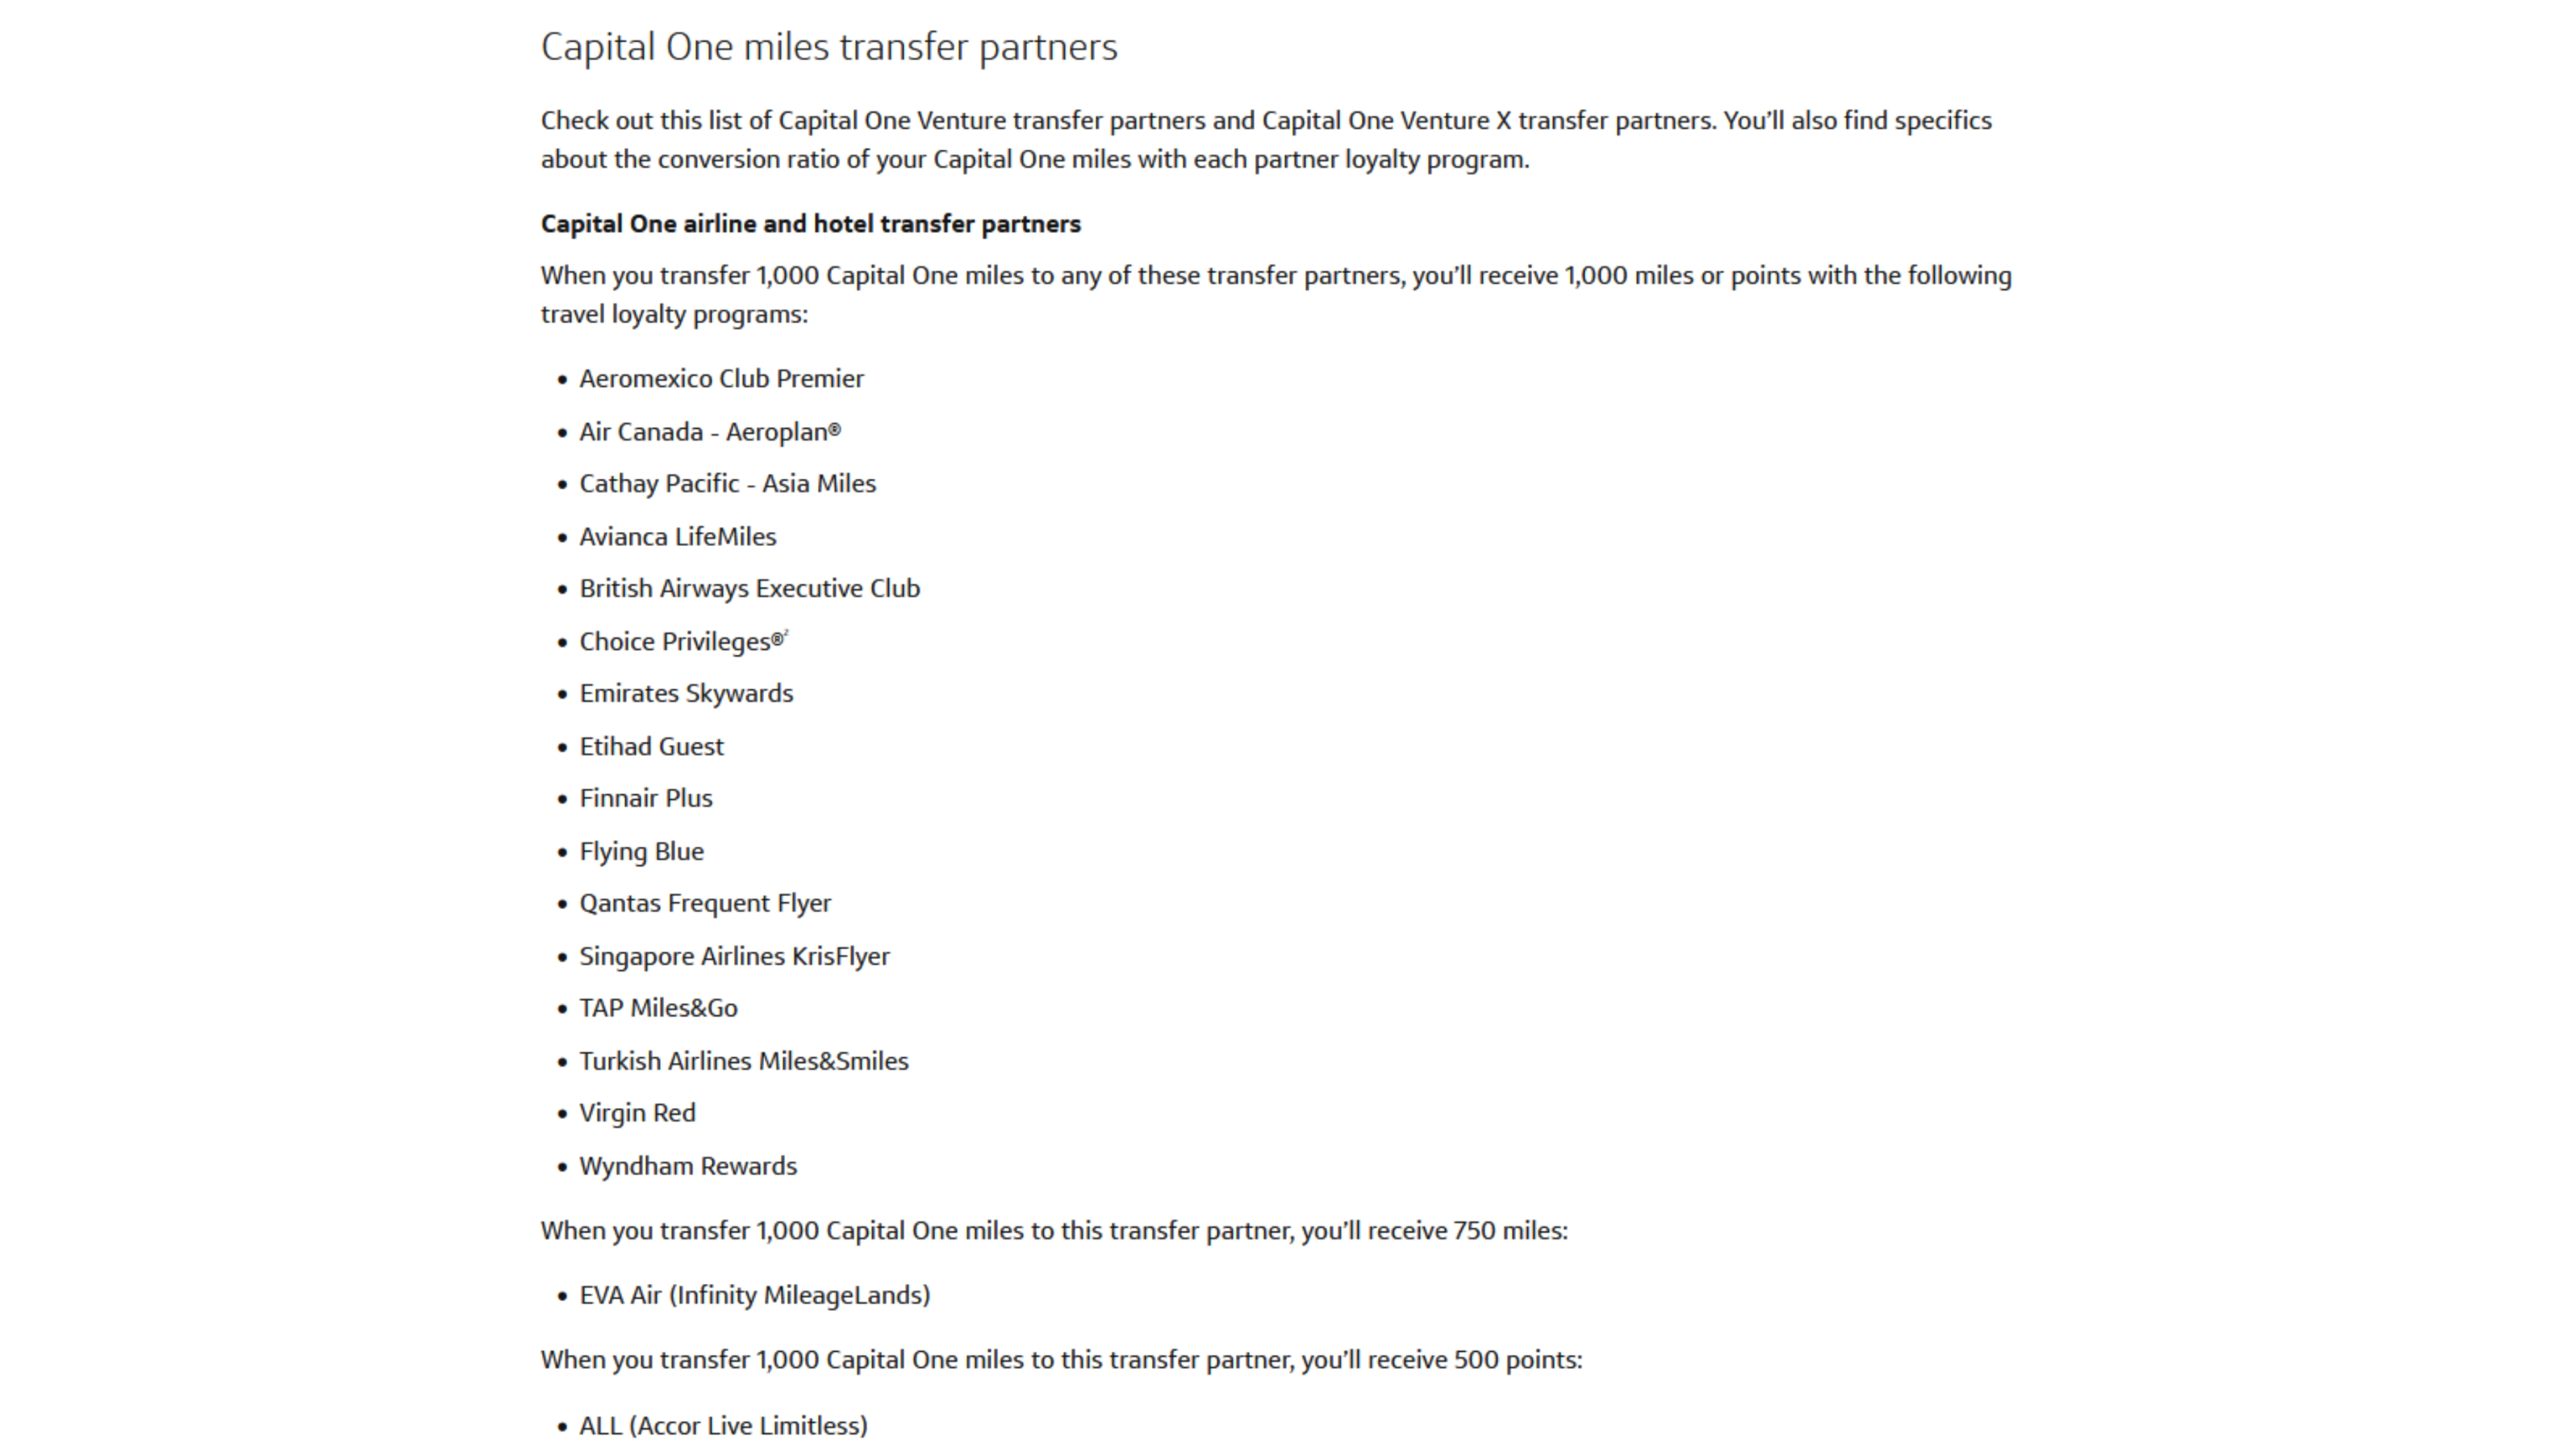 Capital One miles transfer partners
Check out this list of Capital One Venture transfer partners and Capital One Venture X transfer partners. You’ll also find specifics
about the conversion ratio of your Capital One miles with each partner loyalty program.
Capital One airline and hotel transfer partners
When you transfer 1,000 Capital One miles to any of these transfer partners, you’ll receive 1,000 miles or points with the following
travel loyalty programs:
• Aeromexico Club Premier
• Air Canada - Aeroplan®
• Cathay Pacific - Asia Miles
• Avianca LifeMiles
• British Airways Executive Club
• Choice Privileges®²
• Emirates Skywards
• Etihad Guest
• Finnair Plus
• Flying Blue
• Qantas Frequent Flyer
• Singapore Airlines KrisFlyer
• TAP Miles&Go
• Turkish Airlines Miles&Smiles
• Virgin Red
• Wyndham Rewards
When you transfer 1,000 Capital One miles to this transfer partner, you’ll receive 750 miles:
• EVA Air (Infinity MileageLands)
When you transfer 1,000 Capital One miles to this transfer partner, you’ll receive 500 points:
• ALL (Accor Live Limitless)